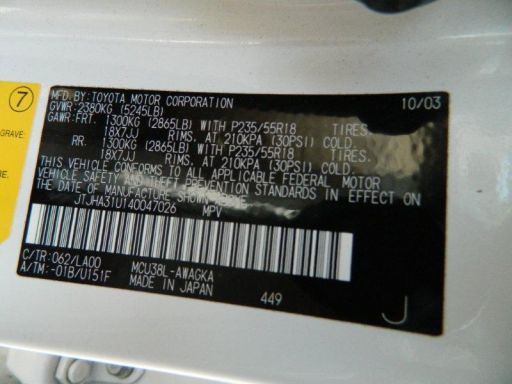 7
GRAVE:
RE.
MFD. BY: TOYOTA MOTOR CORPORATION 10/03
GVWR: 2380KG (5245LB)
GAWR: FRT. 1300KG (2865LB) WITH P235/55R18 TIRES.
18X7JJ RIMS. AT 210KPA (30PSI) COLD.
RR. 1300KG (2865LB) WITH P235/55R18 TIRES.
18X7JJ RIMS. AT 210KPA (30PSI) COLD.
THIS VEHICLE CONFORMS TO ALL APPLICABLE FEDERAL MOTOR
VEHICLE SAFETY AND THEFT PREVENTION STANDARDS IN EFFECT ON
THE DATE OF MANUFACTURE SHOWN ABOVE.
JTJHA31U140047026 MPV
C/TR: 062/LA00 MCU38L-AWAGKA
A/TM: -01B/U151F MADE IN JAPAN 449 J